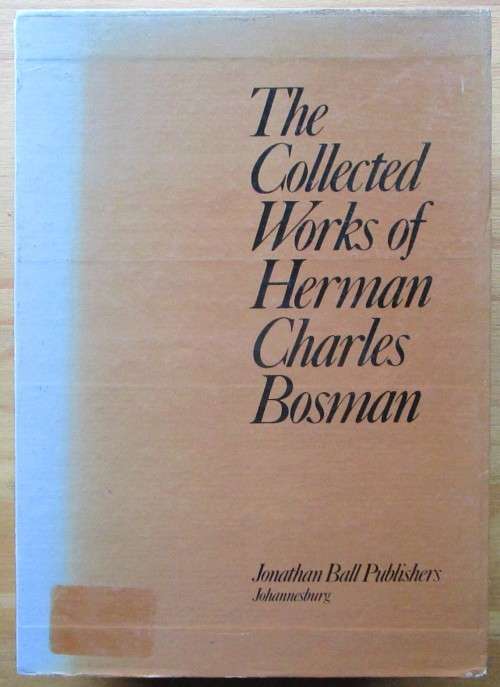 The
Collected
Works of
Herman
Charles
Bosman
Jonathan Ball Publishers
Johannesburg